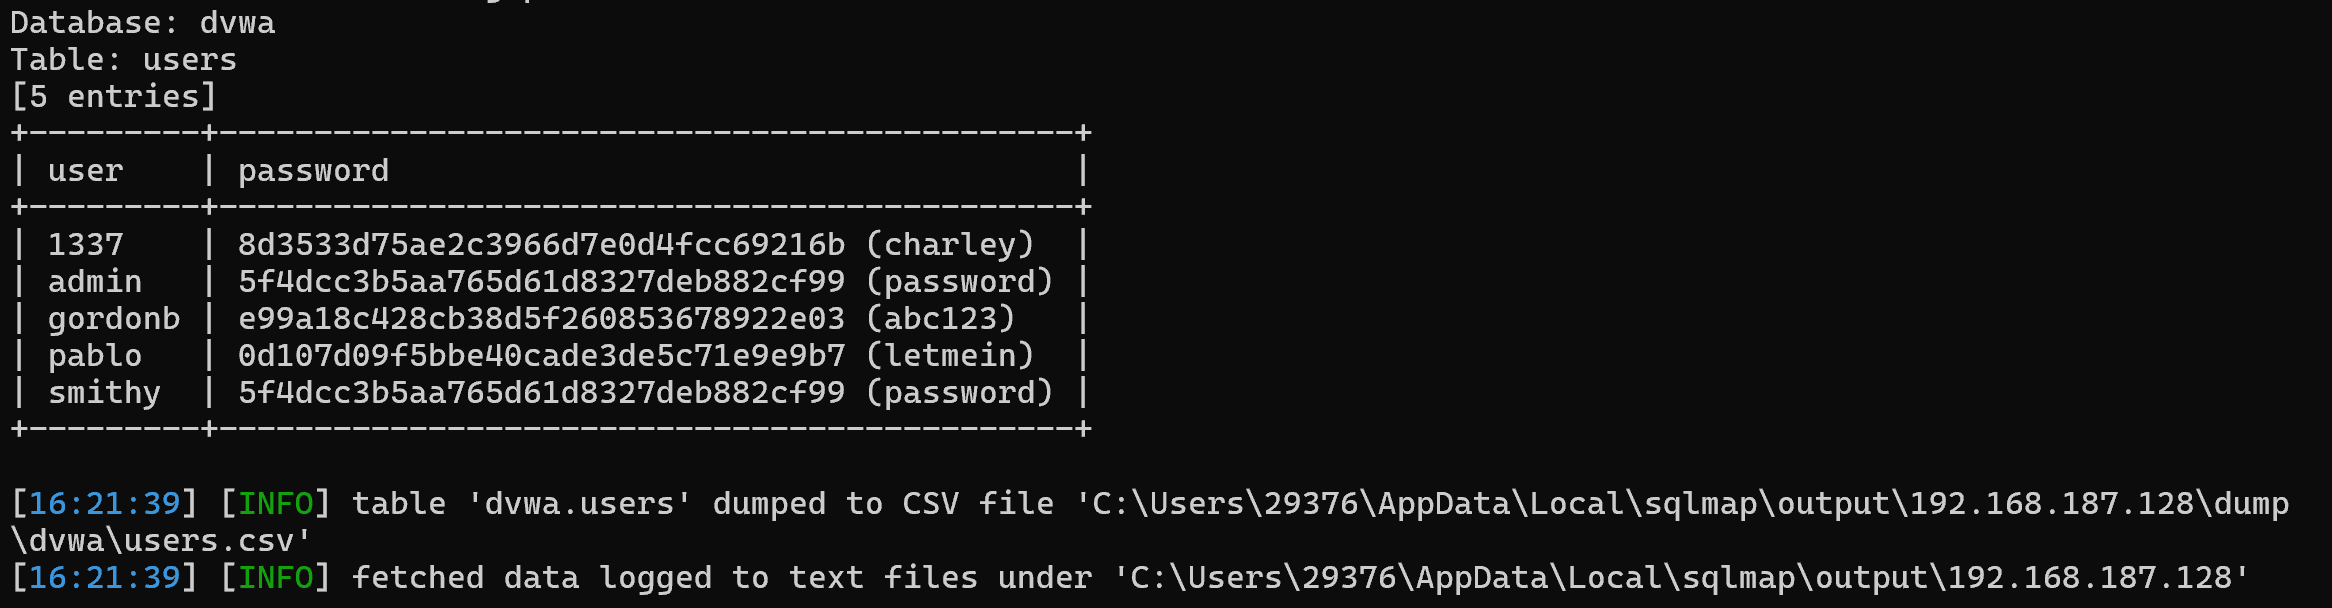 Database: dvwa
Table: users
[5 entries]
+---------+---------------------------------------------+
| user    | password                                    |
+---------+---------------------------------------------+
| 1337    | 8d3533d75ae2c3966d7e0d4fcc69216b (charley)  |
| admin   | 5f4dcc3b5aa765d61d8327deb882cf99 (password) |
| gordonb | e99a18c428cb38d5f260853678922e03 (abc123)   |
| pablo   | 0d107d09f5bbe40cade3de5c71e9e9b7 (letmein)  |
| smithy  | 5f4dcc3b5aa765d61d8327deb882cf99 (password) |
+---------+---------------------------------------------+
[16:21:39] [INFO] table 'dvwa.users' dumped to CSV file 'C:\Users\29376\AppData\Local\sqlmap\output\192.168.187.128\dump
\dvwa\users.csv'
[16:21:39] [INFO] fetched data logged to text files under 'C:\Users\29376\AppData\Local\sqlmap\output\192.168.187.128'